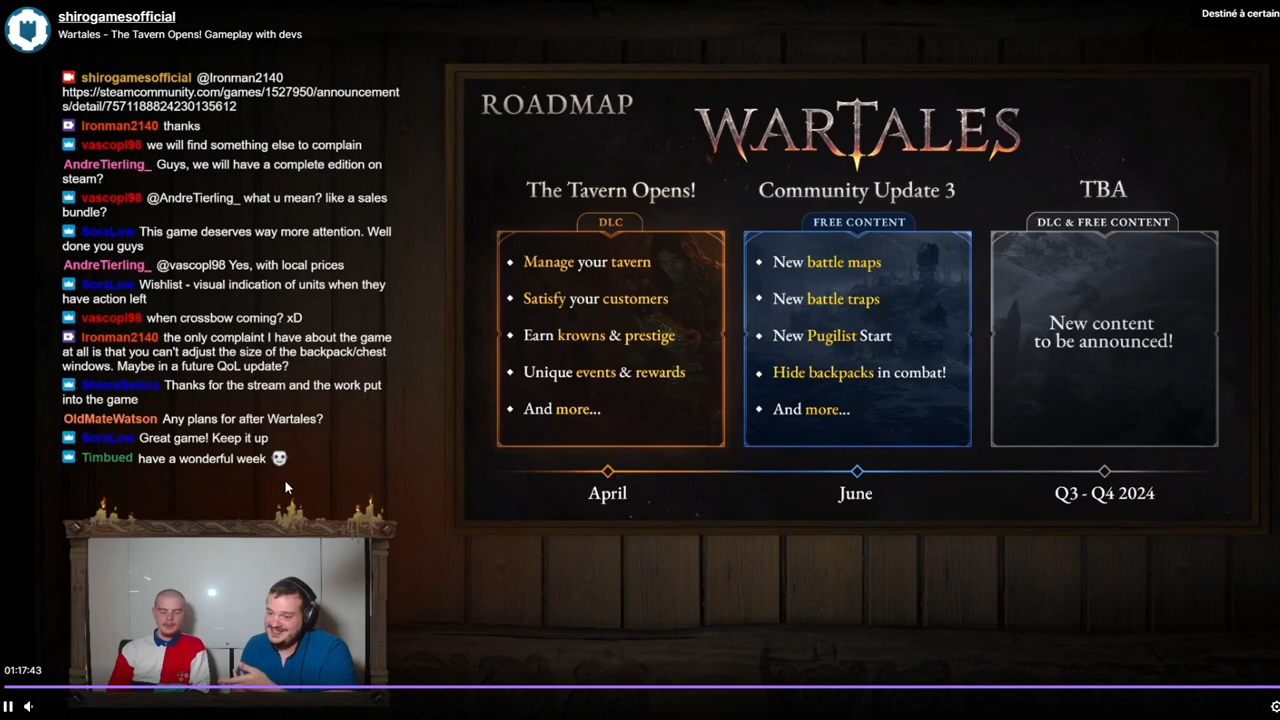 shirogamesofficial
Wartales - The Tavern Opens! Gameplay with devs
Destiné à certain
shirogamesofficial @Ironman2140
https://steamcommunity.com/games/1527950/announcement
s/detail/7571188824230135612
Ironman2140 thanks
vascopl98 we will find something else to complain
AndreTierling_ Guys, we will have a complete edition on
steam?
vascopl98 @AndreTierling_ what u mean? like a sales
bundle?
SoraLow This game deserves way more attention. Well
done you guys
AndreTierling_ @vascopl98 Yes, with local prices
SoraLow Wishlist - visual indication of units when they
have action left
vascopl98 when crossbow coming? xD
Ironman2140 the only complaint I have about the game
at all is that you can't adjust the size of the backpack/chest
windows. Maybe in a future QoL update?
Thanks for the stream and the work put
into the game
OldMateWatson Any plans for after Wartales?
SoraLow Great game! Keep it up
Timbued have a wonderful week
ROADMAP
WARTALES
The Tavern Opens!
DLC
Manage your tavern
Satisfy your customers
Earn krowns & prestige
Unique events & rewards
And more...
April
Community Update 3
FREE CONTENT
New battle maps
New battle traps
New Pugilist Start
Hide backpacks in combat!
And more...
June
TBA
DLC & FREE CONTENT
New content
to be announced!
Q3 - Q4 2024
01:17:43